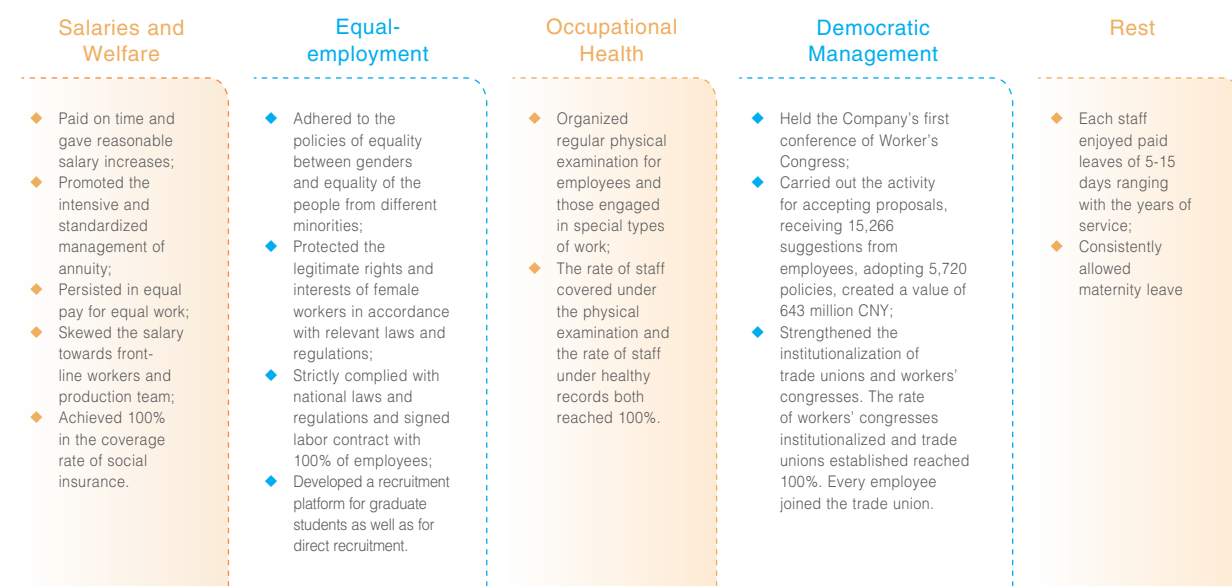 Salaries and
Welfare
Paid on time and
gave reasonable
salary increases;
Promoted the
intensive and
standardized
management of
annuity;
Persisted in equal
pay for equal work;
Skewed the salary
towards front-
line workers and
production team;
Achieved 100%
in the coverage
rate of social
insurance.
Equal-
employment
Adhered to the
policies of equality
between genders
and equality of the
people from different
minorities;
Protected the
legitimate rights and
interests of female
workers in accordance
with relevant laws and
regulations;
Strictly complied with
national laws and
regulations and signed
labor contract with
100% of employees;
Developed a recruitment
platform for graduate
students as well as for
direct recruitment.
Occupational
Health
Organized
regular physical
examination for
employees and
those engaged
in special types
of work;
The rate of staff
covered under
the physical
examination and
the rate of staff
under healthy
records both
reached 100%.
Democratic
Management
Held the Company's first
conference of Worker's
Congress;
Carried out the activity
for accepting proposals,
receiving 15,266
suggestions from
employees, adopting 5,720
policies, created a value of
643 million CNY;
Strengthened the
institutionalization of
trade unions and workers'
congresses. The rate
of workers' congresses
institutionalized and trade
unions established reached
100%. Every employee
joined the trade union.
Rest
Each staff
enjoyed paid
leaves of 5-15
days ranging
with the years of
service;
Consistently
allowed
maternity leave